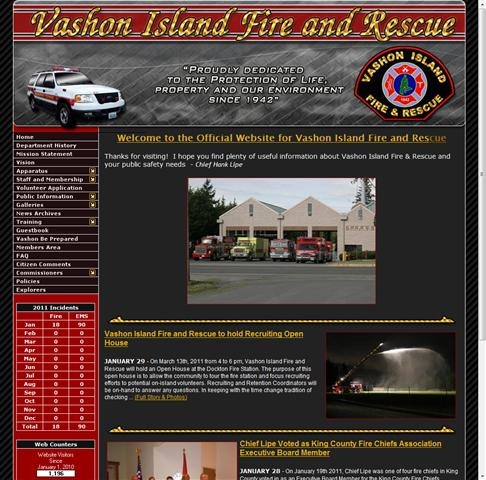 Vashon Island Fire and Rescue
"Proudly dedicated
to the Protection of Life,
property and our environment
since 1942"
VASHON ISLAND
FIRE & RESCUE
Home
Department History
Mission Statement
Vision
Apparatus
Staff and Membership
Volunteer Application
Public Information
Galleries
News Archives
Training
Guestbook
Vashon Be Prepared
Members Area
FAQ
Citizen Comments
Commissioners
Policies
Explorers
Welcome to the Official Website for Vashon Island Fire and Rescue
Thanks for visiting! I hope you find plenty of useful information about Vashon Island Fire & Rescue and
your public safety needs - Chief Hank Lipe
2011 Incidents
Fire EMS
Jan 18 90
Feb 0 0
Mar 0 0
Apr 0 0
May 0 0
Jun 0 0
Jul 0 0
Aug 0 0
Sep 0 0
Oct 0 0
Nov 0 0
Dec 0 0
Total 18 90
Web Counters
Website Visitors
Since
January 1, 2010
1,196
Vashon Island Fire and Rescue to hold Recruiting Open
House
JANUARY 29 - On March 13th, 2011 from 4 to 6 pm, Vashon Island Fire and
Rescue will hold an Open House at the Dockton Fire Station. The purpose of this
open house is to allow the community to tour the fire station and focus recruiting
efforts to potential on-island volunteers. Recruiting and Retention Coordinators will
be on-hand to answer any questions. In keeping with the time change tradition of
checking ... (Full Story & Photos)
Chief Lipe Voted as King County Fire Chiefs Association
Executive Board Member
JANUARY 28 - On January 19th 2011, Chief Lipe was one of four fire chiefs in King
County voted in as an Executive Board Member for the King County Fire Chiefs